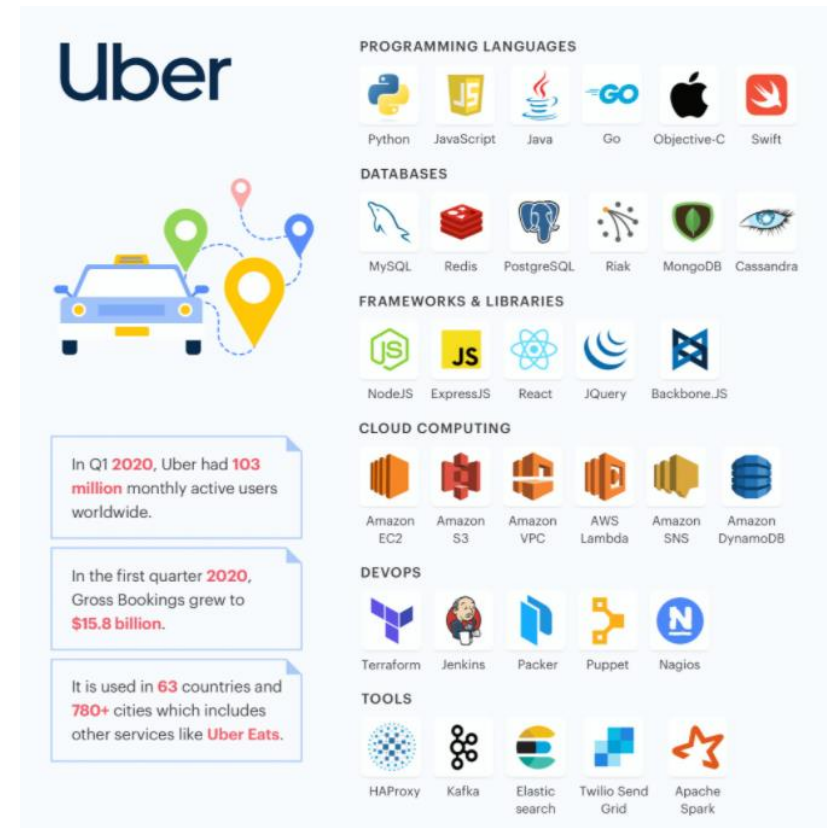 Uber
In Q1 2020, Uber had 103
million monthly active users
worldwide.
In the first quarter 2020,
Gross Bookings grew to
$15.8 billion.
It is used in 63 countries and
780+ cities which includes
other services like Uber Eats.
PROGRAMMING LANGUAGES
JS
GO
Python JavaScript Java Go Objective-C Swift
DATABASES
MySQL Redis PostgreSQL Riak MongoDB Cassandra
FRAMEWORKS & LIBRARIES
JS JS
NodeJS ExpressJS React JQuery Backbone.JS
CLOUD COMPUTING
Amazon Amazon Amazon AWS Amazon Amazon
EC2 S3 VPC Lambda SNS DynamoDB
DEVOPS
N
Terraform Jenkins Packer Puppet Nagios
TOOLS
HAProxy Kafka Elastic Twilio Send Apache
search Grid Spark